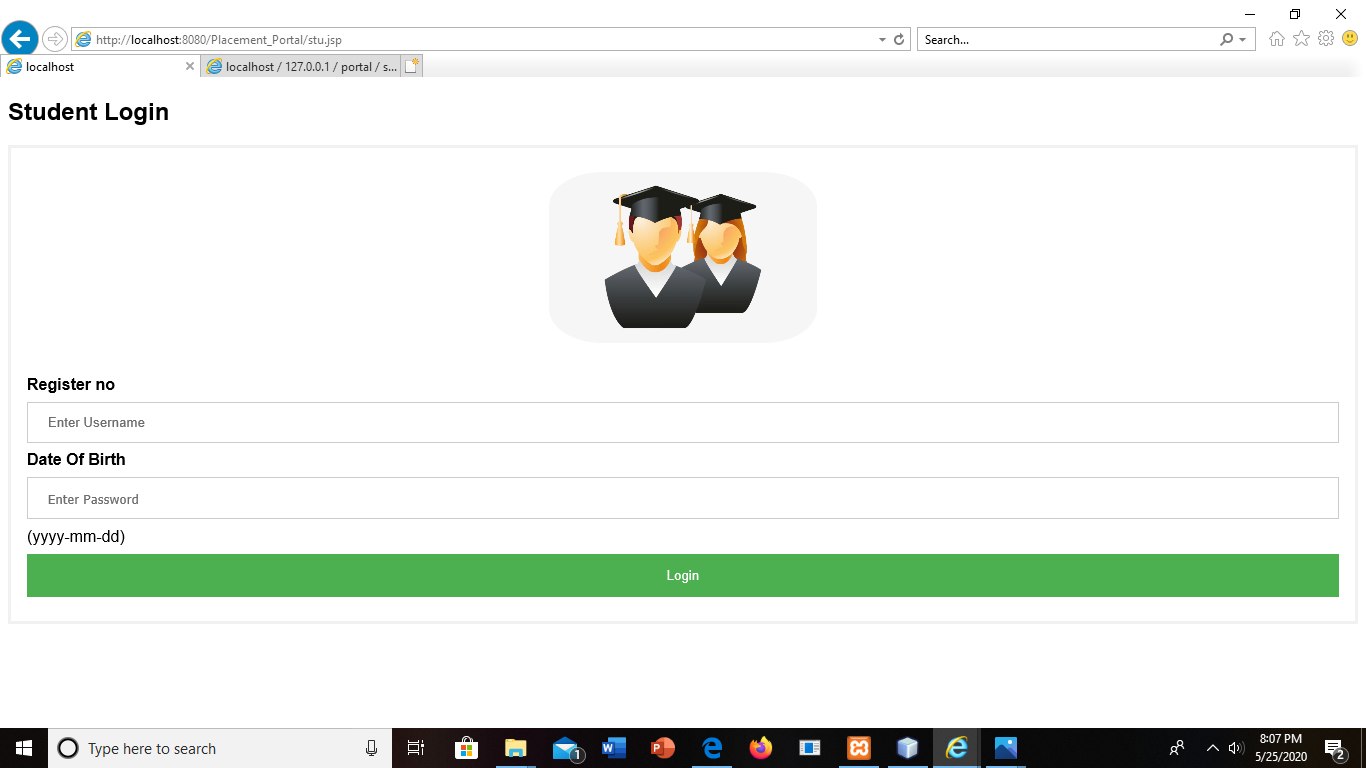 http://localhost:8080/Placement_Portal/stu.jsp
Search...
localhost
localhost / 127.0.0.1 / portal / s...
Student Login
Register no
Enter Username
Date Of Birth
Enter Password
(yyyy-mm-dd)
Login
Type here to search
1
W
P
8:07 PM
5/25/2020
2